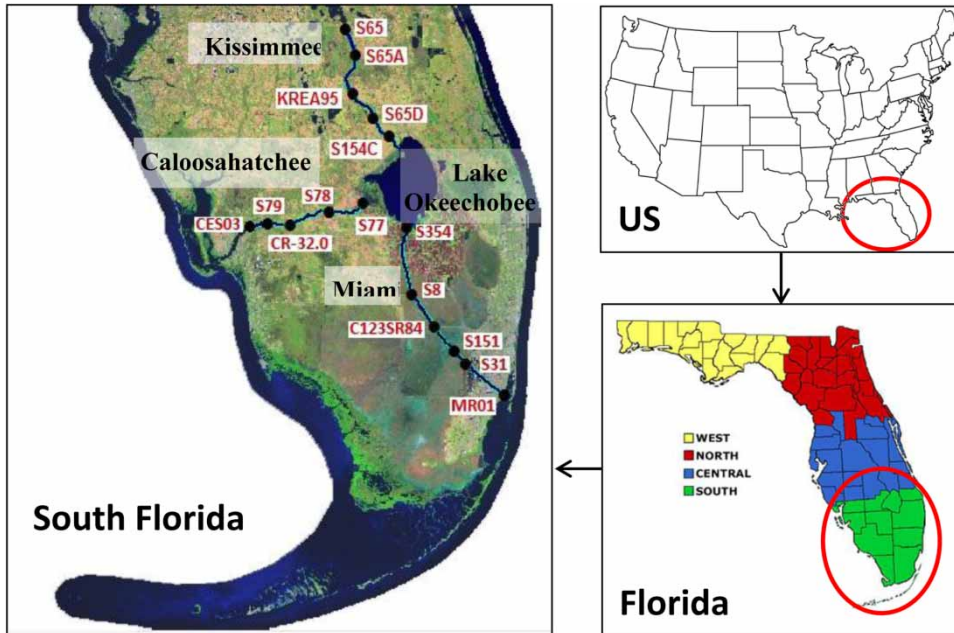 S65
Kissimmee
S65A
KREA95
S65D
S154C
Caloosahatchee
Lake
Okeechobee
S78
S79
S77
CES03
CR-32.0
S354
Miam
S8
C123SR84
S151
S31
MR01
South Florida
US
WEST
NORTH
CENTRAL
SOUTH
Florida